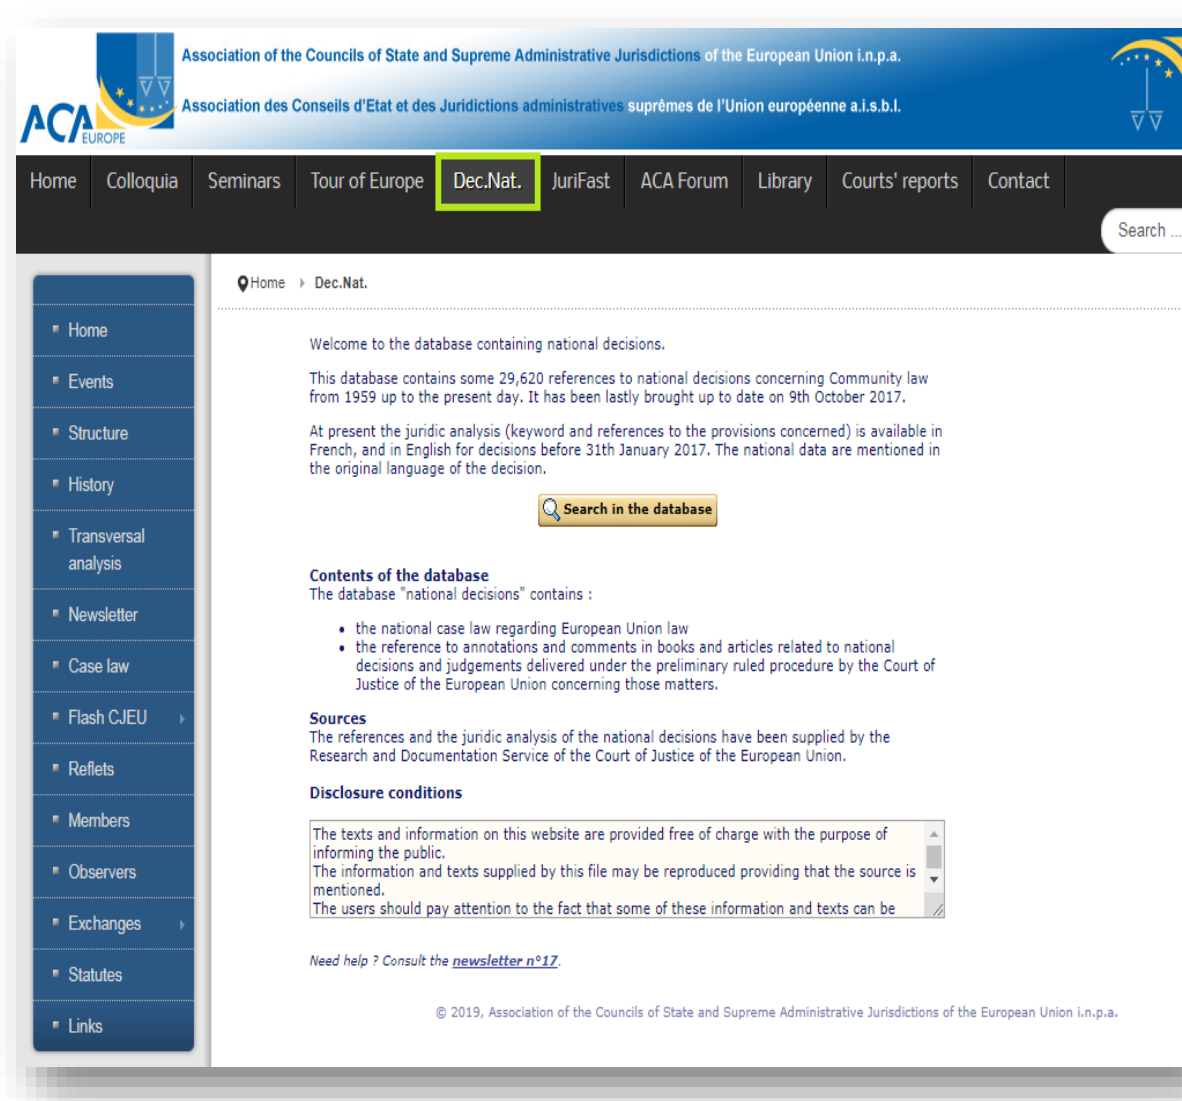 Association of the Councils of State and Supreme Administrative Jurisdictions of the European Union i.n.p.a.
Association des Conseils d'Etat et des Juridictions administratives suprêmes de l'Union européenne a.i.s.b.l.
ACA
EUROPE
Home Colloquia Seminars Tour of Europe Dec.Nat. JuriFast ACA Forum Library Courts' reports Contact
Search ...
Home
Events
Structure
History
Transversal
analysis
Newsletter
Case law
Flash CJEU
Reflets
Members
Observers
Exchanges
Statutes
Links
Home Dec.Nat.
Welcome to the database containing national decisions.
This database contains some 29,620 references to national decisions concerning Community law
from 1959 up to the present day. It has been lastly brought up to date on 9th October 2017.
At present the juridic analysis (keyword and references to the provisions concerned) is available in
French, and in English for decisions before 31th January 2017. The national data are mentioned in
the original language of the decision.
Search in the database
Contents of the database
The database "national decisions" contains :
• the national case law regarding European Union law
• the reference to annotations and comments in books and articles related to national
decisions and judgements delivered under the preliminary ruled procedure by the Court of
Justice of the European Union concerning those matters.
Sources
The references and the juridic analysis of the national decisions have been supplied by the
Research and Documentation Service of the Court of Justice of the European Union.
Disclosure conditions
The texts and information on this website are provided free of charge with the purpose of
informing the public.
The information and texts supplied by this file may be reproduced providing that the source is
mentioned.
The users should pay attention to the fact that some of these information and texts can be
Need help ? Consult the newsletter n°17.
© 2019, Association of the Councils of State and Supreme Administrative Jurisdictions of the European Union i.n.p.a.